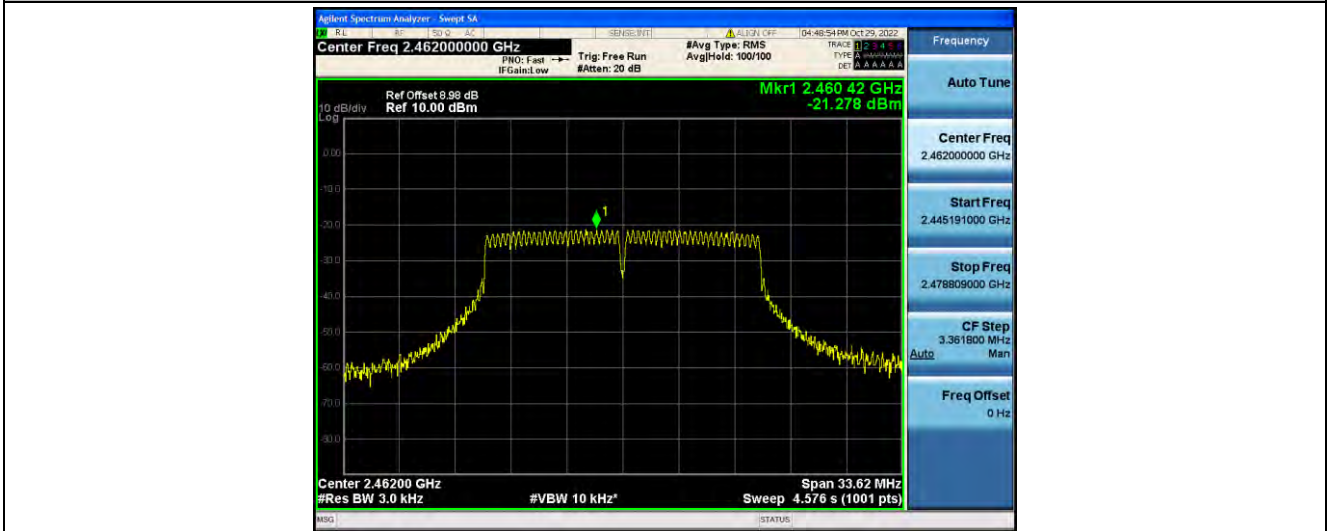 Agilent Spectrum Analyzer - Swept SA
RL RF 50 Ω AC SENSE:INT ALIGN OFF 04:48:54 PM Oct 29, 2022
Center Freq 2.462000000 GHz
PNO: Fast
IFGain:Low
Trig: Free Run
#Atten: 20 dB
#Avg Type: RMS
Avg|Hold: 100/100
TRACE 1 2 3 4 5 6
TYPE A
DET A A A A A A
Ref Offset 8.98 dB
10 dB/div Ref 10.00 dBm
Log
Mkr1 2.460 42 GHz
-21.278 dBm
0.00
-10.0
-20.0
-30.0
-40.0
-50.0
-60.0
-70.0
-80.0
1
Center 2.46200 GHz
Span 33.62 MHz
#Res BW 3.0 kHz
#VBW 10 kHz*
Sweep 4.576 s (1001 pts)
MSG
STATUS
Frequency
Auto Tune
Center Freq
2.462000000 GHz
Start Freq
2.445191000 GHz
Stop Freq
2.478809000 GHz
CF Step
3.361800 MHz
Auto Man
Freq Offset
0 Hz